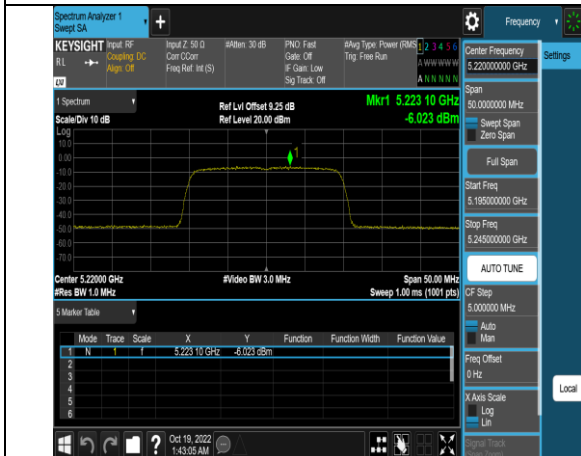 Spectrum Analyzer 1
Swept SA
Frequency
KEYSIGHT
RL
LXI
Input: RF
Coupling: DC
Align: Off
Input Z: 50 Ω
Corr CCorr
Freq Ref: Int (S)
#Atten: 30 dB
PNO: Fast
Gate: Off
IF Gain: Low
Sig Track: Off
#Avg Type: Power (RMS
Trig: Free Run
1 2 3 4 5 6
A W W W W W
A N N N N N
1 Spectrum
Scale/Div 10 dB
Ref Lvl Offset 9.25 dB
Ref Level 20.00 dBm
Mkr1 5.223 10 GHz
-6.023 dBm
Log
10.0
0.00
-10.0
-20.0
-30.0
-40.0
-50.0
-60.0
-70.0
1
Center 5.22000 GHz
#Res BW 1.0 MHz
#Video BW 3.0 MHz
Span 50.00 MHz
Sweep 1.00 ms (1001 pts)
5 Marker Table
Mode Trace Scale X Y Function Function Width Function Value
1 N 1 f 5.223 10 GHz -6.023 dBm
2
3
4
5
6
Oct 19, 2022
1:43:05 AM
Center Frequency
5.220000000 GHz
Settings
Span
50.0000000 MHz
Swept Span
Zero Span
Full Span
Start Freq
5.195000000 GHz
Stop Freq
5.245000000 GHz
AUTO TUNE
CF Step
5.000000 MHz
Auto
Man
Freq Offset
0 Hz
Local
X Axis Scale
Log
Lin
Signal Track